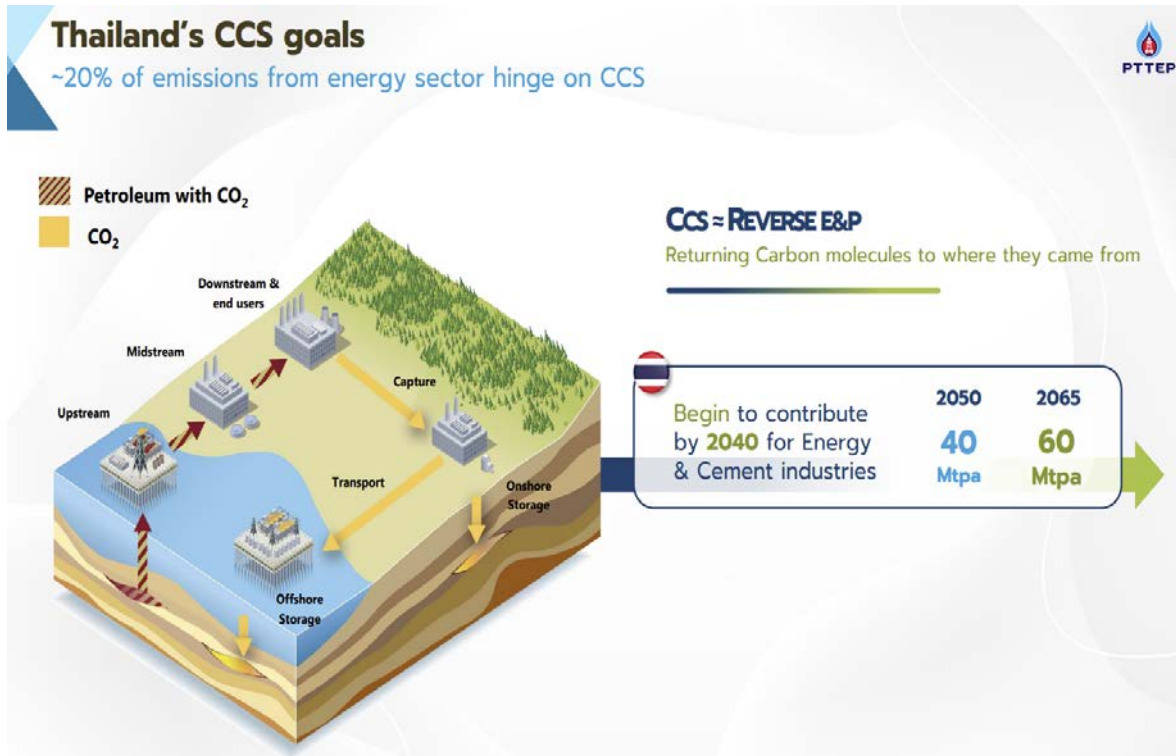 Thailand's CCS goals
~20% of emissions from energy sector hinge on CCS
PTTEP
Petroleum with CO₂
CO₂
Downstream &
end users
Midstream
Capture
Upstream
Transport
Onshore
Storage
Offshore
Storage
CCS ≈ REVERSE E&P
Returning Carbon molecules to where they came from
Begin to contribute
by 2040 for Energy
& Cement industries
2050
40
Mtpa
2065
60
Mtpa